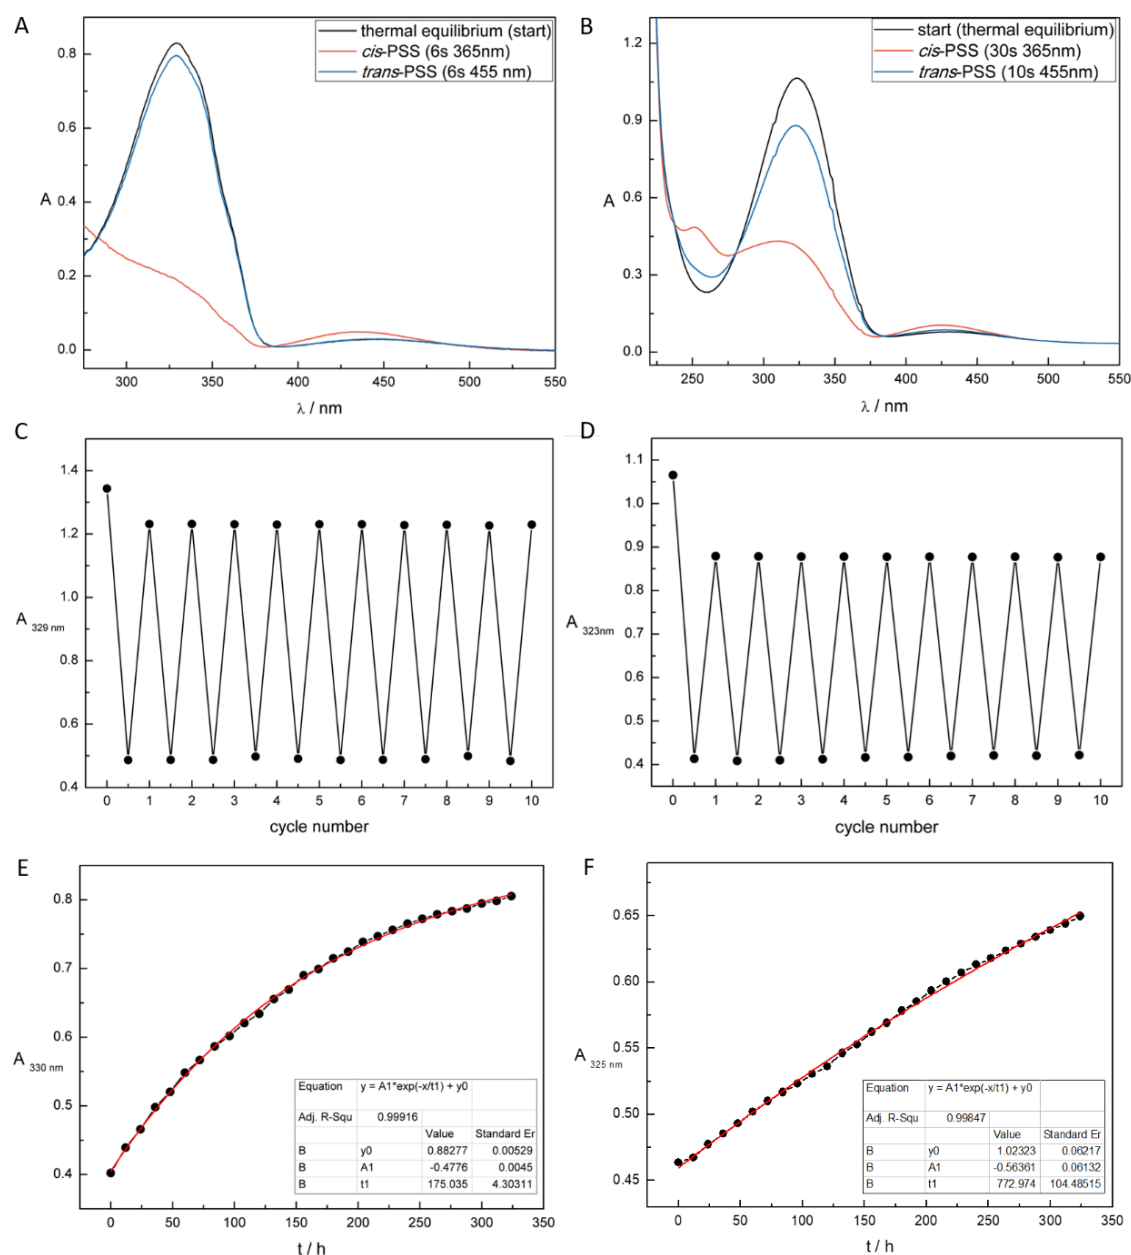 A
thermal equilibrium (start)
cis-PSS (6s 365nm)
trans-PSS (6s 455 nm)
0.8
0.6
0.4
0.2
0.0
A
300 350 400 450 500 550
λ / nm
B
start (thermal equilibrium)
cis-PSS (30s 365nm)
trans-PSS (10s 455nm)
1.2
0.9
0.6
0.3
0.0
A
250 300 350 400 450 500 550
λ / nm
C
1.4
1.2
1.0
0.8
0.6
0.4
A 329 nm
0 1 2 3 4 5 6 7 8 9 10
cycle number
D
1.1
1.0
0.9
0.8
0.7
0.6
0.5
0.4
A 323nm
0 1 2 3 4 5 6 7 8 9 10
cycle number
E
0.8
0.7
0.6
0.5
0.4
A 330 nm
Equation y = A1*exp(-x/t1) + y0
Adj. R-Squ 0.99916
Value Standard Er
B y0 0.88277 0.00529
B A1 -0.4776 0.0045
B t1 175.035 4.30311
0 50 100 150 200 250 300 350
t / h
F
0.65
0.60
0.55
0.50
0.45
A 325 nm
Equation y = A1*exp(-x/t1) + y0
Adj. R-Squ 0.99847
Value Standard Er
B y0 1.02323 0.06217
B A1 -0.56361 0.06132
B t1 772.974 104.48515
0 50 100 150 200 250 300 350
t / h